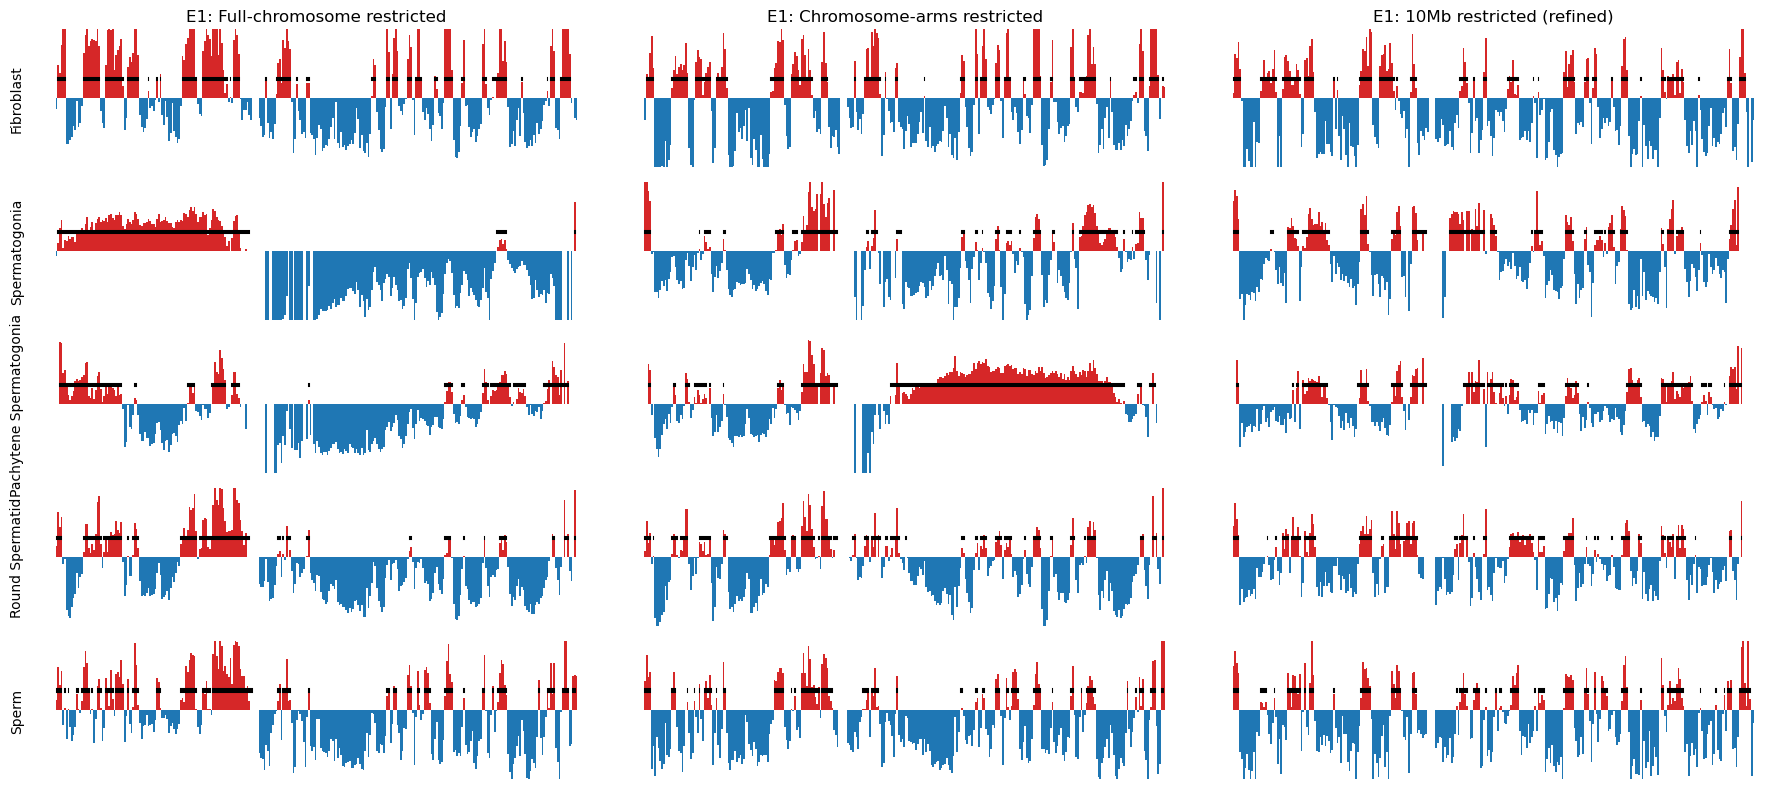 E1: Full-chromosome restricted
E1: Chromosome-arms restricted
E1: 10Mb restricted (refined)
Fibroblast
Spermatogonia
Pachytene Spermatogonia
Round Spermatid
Sperm